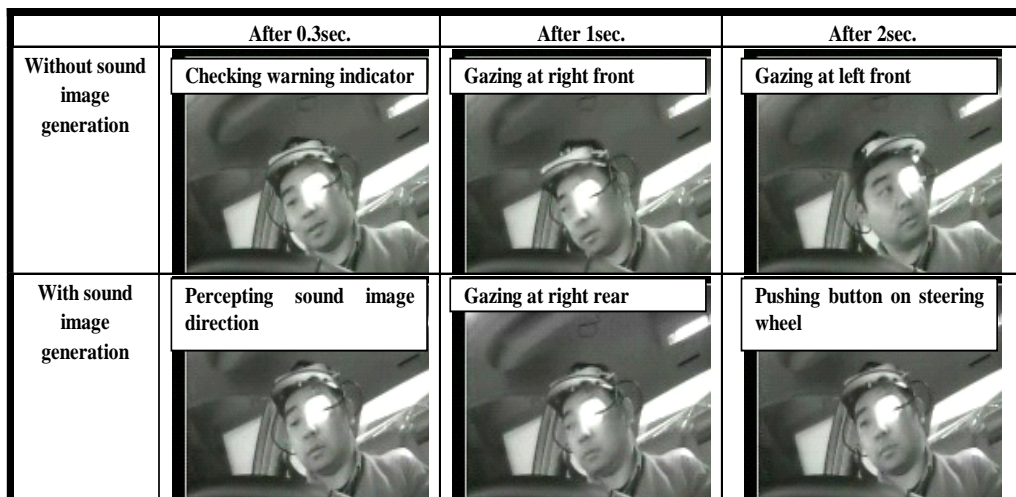 After 0.3sec.
After 1sec.
After 2sec.
Without sound
image
generation
Checking warning indicator
Gazing at right front
Gazing at left front
With sound
image
generation
Percepting sound image
direction
Gazing at right rear
Pushing button on steering
wheel